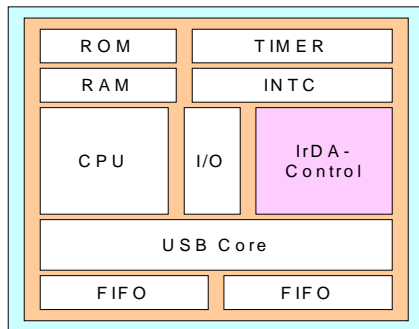 ROM
TIMER
RAM
INTC
CPU
I/O
IrDA-
Control
USB Core
FIFO
FIFO